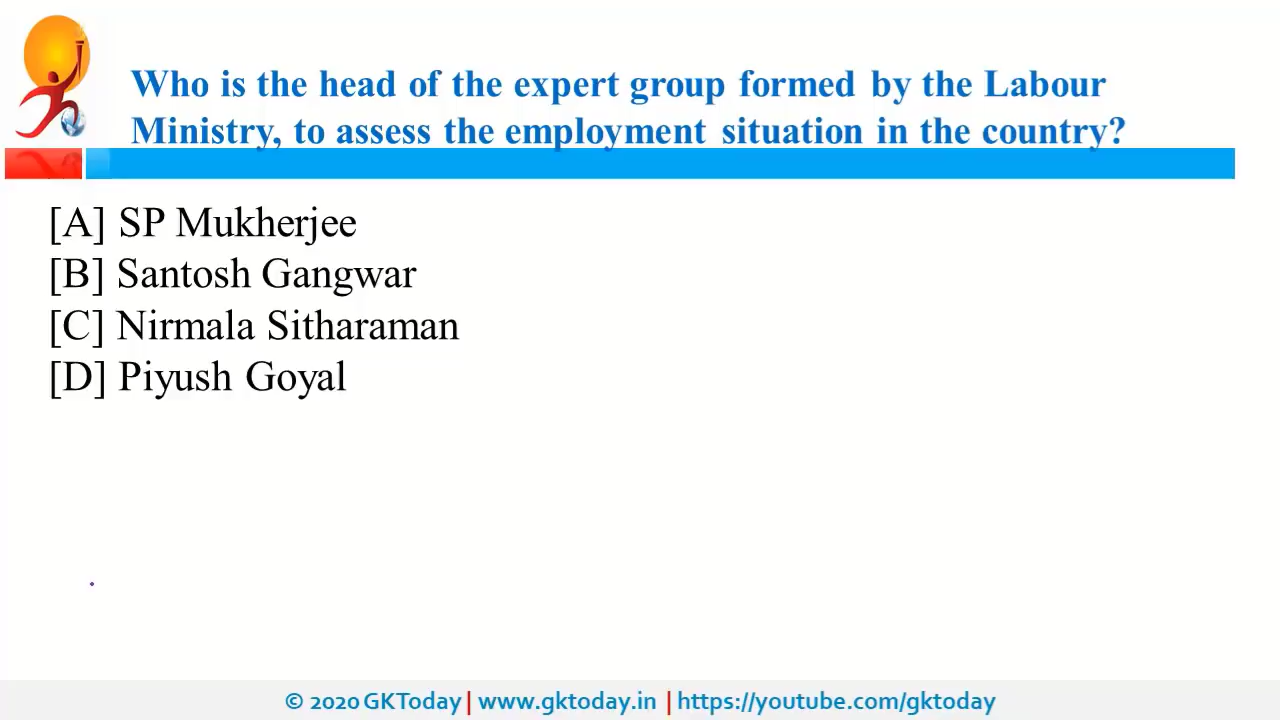 Who is the head of the expert group formed by the Labour
Ministry, to assess the employment situation in the country?
[A] SP Mukherjee
[B] Santosh Gangwar
[C] Nirmala Sitharaman
[D] Piyush Goyal
© 2020 GKToday | www.gktoday.in | https://youtube.com/gktoday